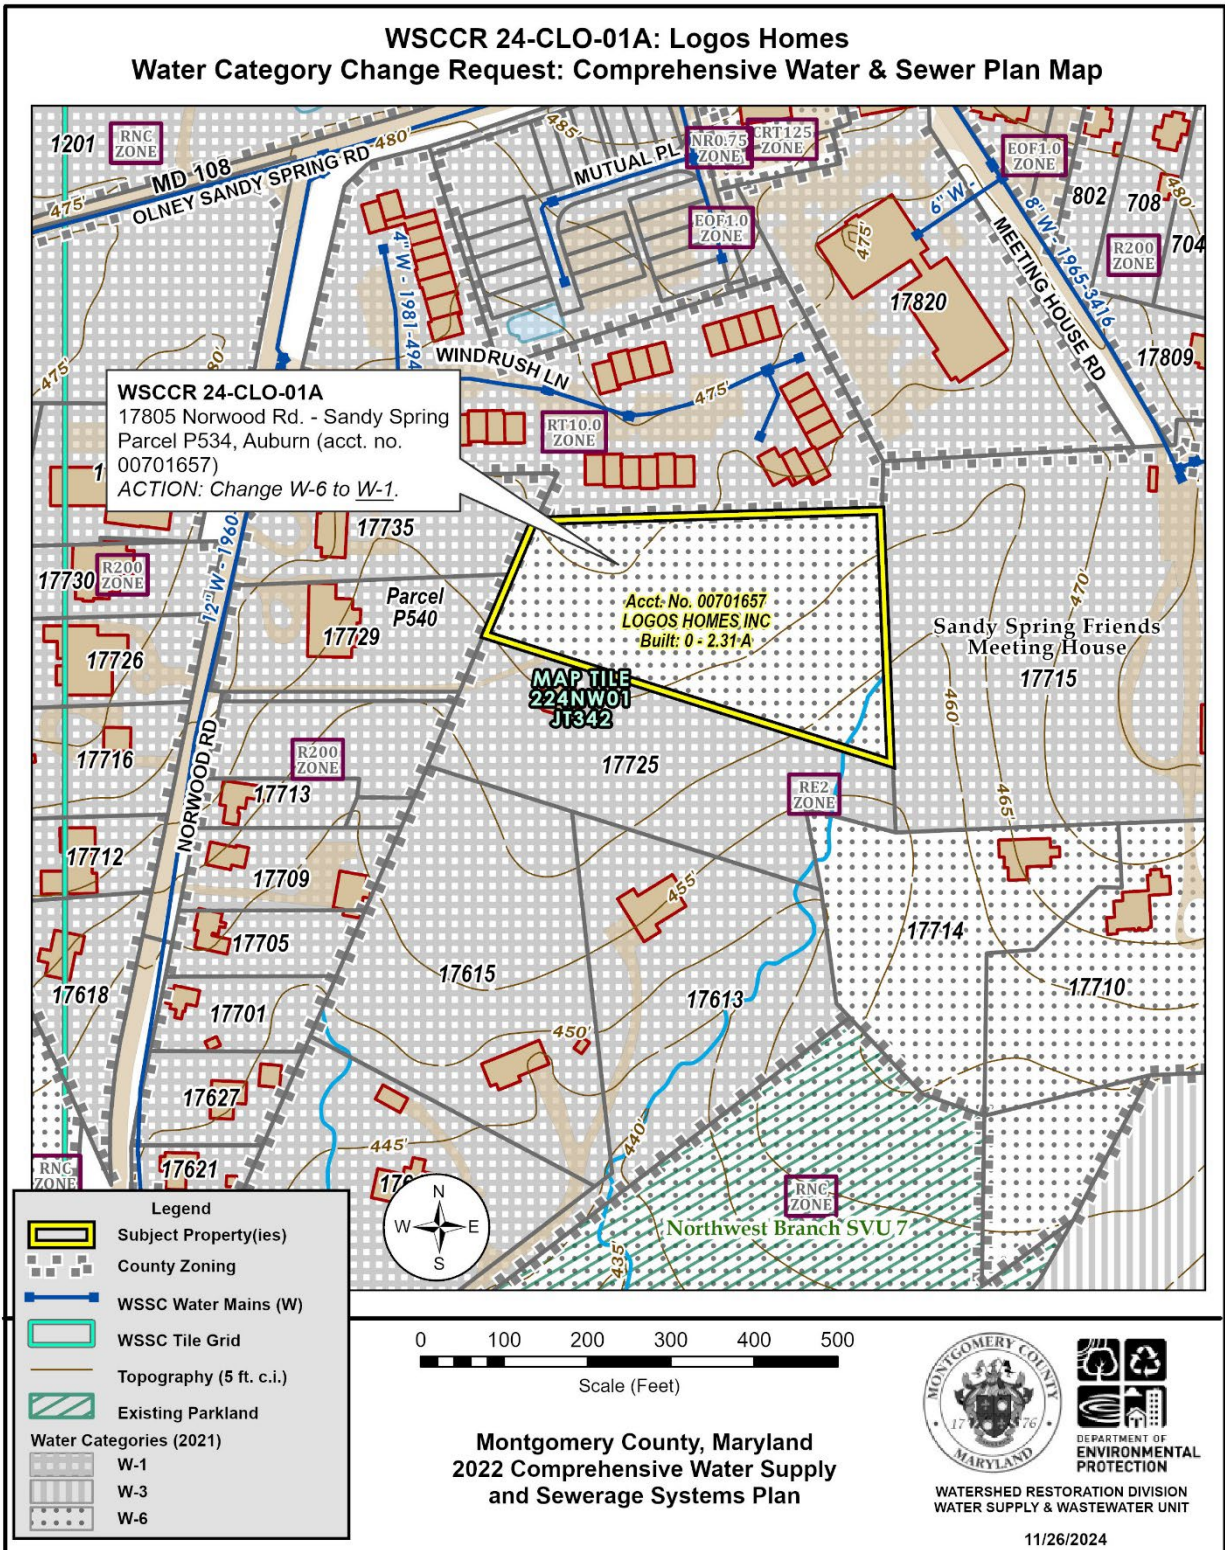 WSCCR 24-CLO-01A: Logos Homes
Water Category Change Request: Comprehensive Water & Sewer Plan Map
1201
RNC
ZONE
MD 108
OLNEY SANDY SPRING RD
475'
480'
485'
MUTUAL PL
NR0.75
ZONE
CRT125
ZONE
EOF1.0
ZONE
EOF1.0
ZONE
6" W -
8" W - 1965-3416
MEETING HOUSE RD
802
708
480'
704
R200
ZONE
475'
17820
17809
4" W - 1981-494
WINDRUSH LN
475'
475'
80'
RT10.0
ZONE
WSCCR 24-CLO-01A
17805 Norwood Rd. - Sandy Spring
Parcel P534, Auburn (acct. no.
00701657)
ACTION: Change W-6 to W-1.
1
12" W - 1960-
17735
17730
R200
ZONE
17729
Parcel
P540
Acct. No. 00701657
LOGOS HOMES INC
Built: 0 - 2.31 A
470'
Sandy Spring Friends
Meeting House
17715
17726
MAP TILE
224NW01
JT342
460'
17716
NORWOOD RD
R200
ZONE
17725
17713
RE2
ZONE
465'
17712
17709
455'
17714
17705
17615
17618
17701
17613
17710
450'
17627
445'
440'
17621
176
RNC
ZONE
RNC
ZONE
Northwest Branch SVU 7
435'
N
W E
S
Legend
Subject Property(ies)
County Zoning
WSSC Water Mains (W)
WSSC Tile Grid
Topography (5 ft. c.i.)
Existing Parkland
Water Categories (2021)
W-1
W-3
W-6
0 100 200 300 400 500
Scale (Feet)
Montgomery County, Maryland
2022 Comprehensive Water Supply
and Sewerage Systems Plan
MONTGOMERY COUNTY
17 76
MARYLAND
DEPARTMENT OF
ENVIRONMENTAL
PROTECTION
WATERSHED RESTORATION DIVISION
WATER SUPPLY & WASTEWATER UNIT
11/26/2024